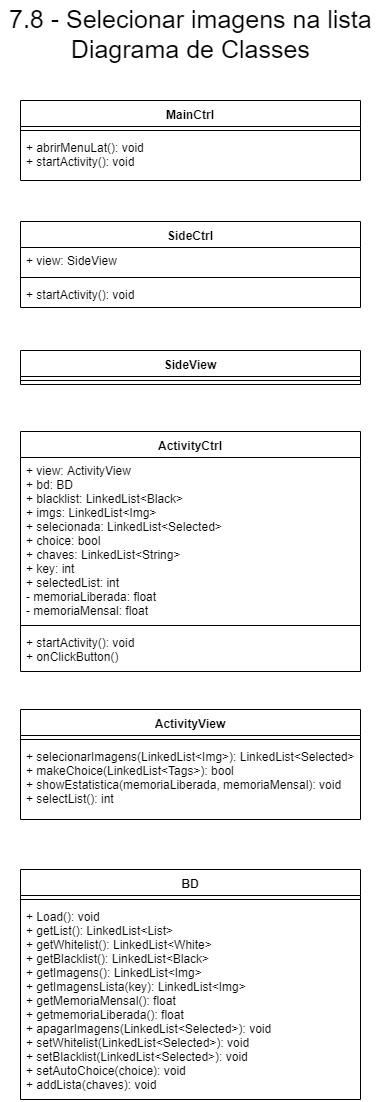 7.8 - Selecionar imagens na lista
Diagrama de Classes
MainCtrl
+ abrirMenuLat(): void
+ startActivity(): void
SideCtrl
+ view: SideView
+ startActivity(): void
SideView
ActivityCtrl
+ view: ActivityView
+ bd: BD
+ blacklist: LinkedList<Black>
+ imgs: LinkedList<Img>
+ selecionada: LinkedList<Selected>
+ choice: bool
+ chaves: LinkedList<String>
+ key: int
+ selectedList: int
- memoriaLiberada: float
- memoriaMensal: float
+ startActivity(): void
+ onClickButton()
ActivityView
+ selecionarImagens(LinkedList<Img>): LinkedList<Selected>
+ makeChoice(LinkedList<Tags>): bool
+ showEstatistica(memoriaLiberada, memoriaMensal): void
+ selectList(): int
BD
+ Load(): void
+ getList(): LinkedList<List>
+ getWhitelist(): LinkedList<White>
+ getBlacklist(): LinkedList<Black>
+ getImagens(): LinkedList<Img>
+ getImagensLista(key): LinkedList<Img>
+ getMemoriaMensal(): float
+ getmemoriaLiberada(): float
+ apagarImagens(LinkedList<Selected>): void
+ setWhitelist(LinkedList<Selected>): void
+ setBlacklist(LinkedList<Selected>): void
+ setAutoChoice(choice): void
+ addLista(chaves): void